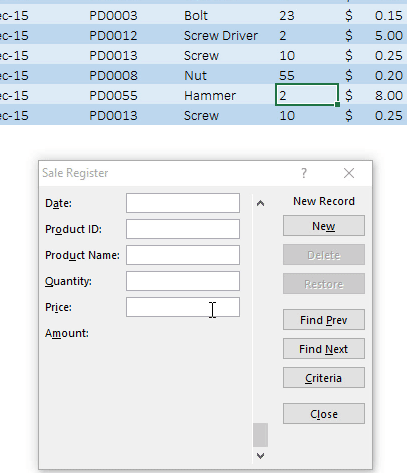 ec-15 PD0003 Bolt 23 $ 0.15
ec-15 PD0012 Screw Driver 2 $ 5.00
ec-15 PD0013 Screw 10 $ 0.25
ec-15 PD0008 Nut 55 $ 0.20
ec-15 PD0055 Hammer 2 $ 8.00
ec-15 PD0013 Screw 10 $ 0.25
Sale Register ?
Date: New Record
Product ID: New
Product Name: Delete
Quantity: Restore
Price: Find Prev
Amount:
Find Next
Criteria
Close